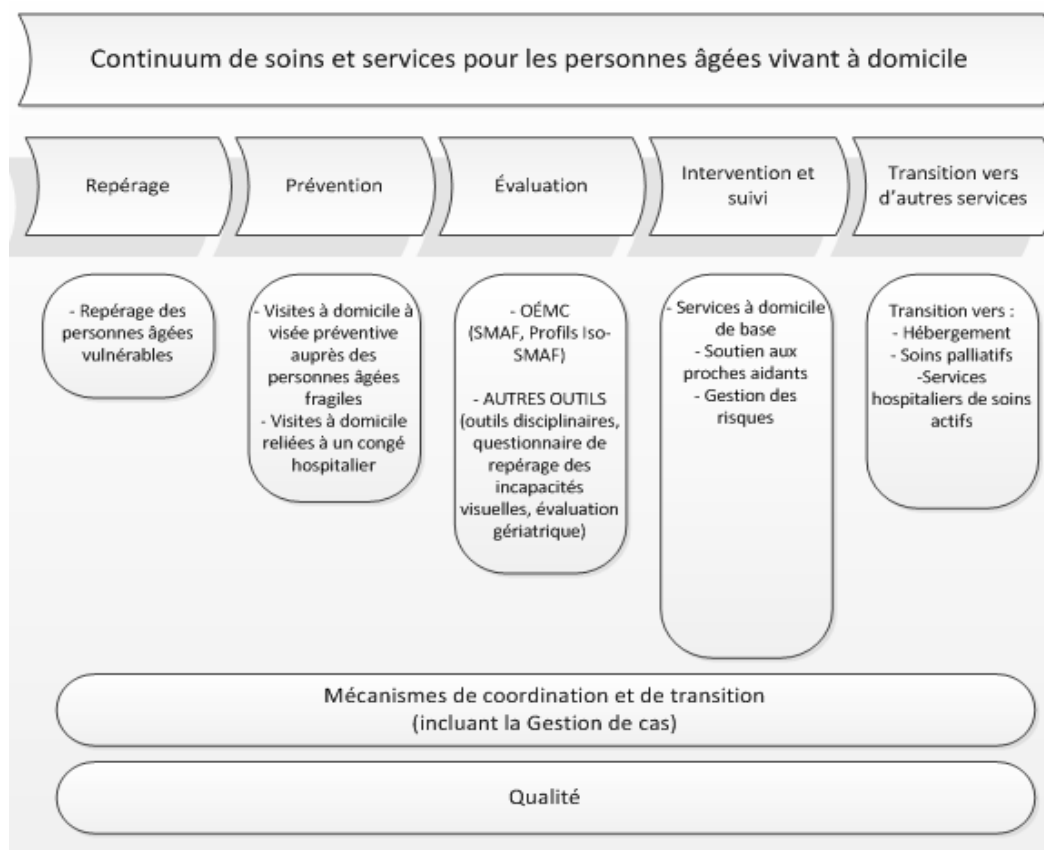 Continuum de soins et services pour les personnes âgées vivant à domicile
Repérage
Prévention
Évaluation
Intervention et
suivi
Transition vers
d'autres services
- Repérage des
personnes âgées
vulnérables
- Visites à domicile à
visée préventive
auprès des
personnes âgées
fragiles
- Visites à domicile
reliées à un congé
hospitalier
- OÉMC
(SMAF, Profils Iso-
SMAF)
- AUTRES OUTILS
(outils disciplinaires,
questionnaire de
repérage des
incapacités
visuelles, évaluation
gériatrique)
- Services à domicile
de base
- Soutien aux
proches aidants
- Gestion des
risques
Transition vers :
- Hébergement
- Soins palliatifs
-Services
hospitaliers de soins
actifs
Mécanismes de coordination et de transition
(incluant la Gestion de cas)
Qualité